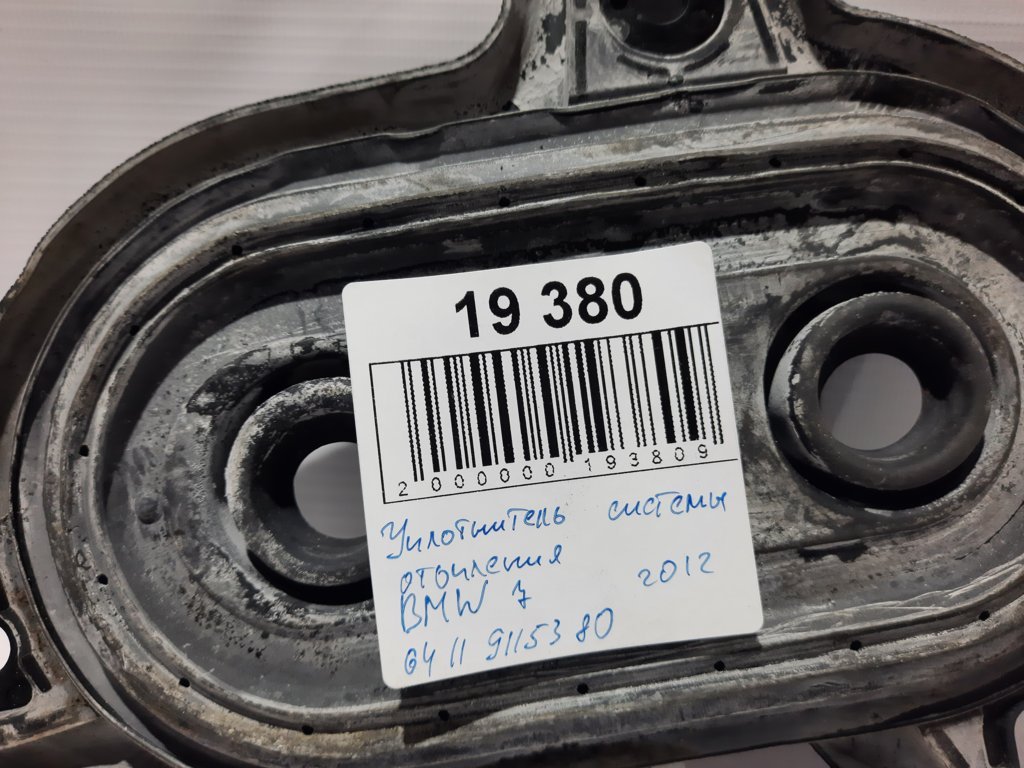 19 380
2 000000 193809
Уплотнитель системы
отопления
BMW 7 2012
64 11 9115380